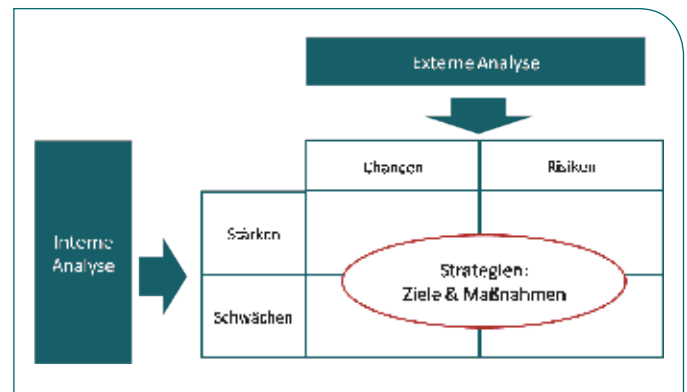 Externe Analyse
Chancen
Risiken
Interne
Analyse
Stärken
Strategien:
Ziele & Maßnahmen
Schwächen